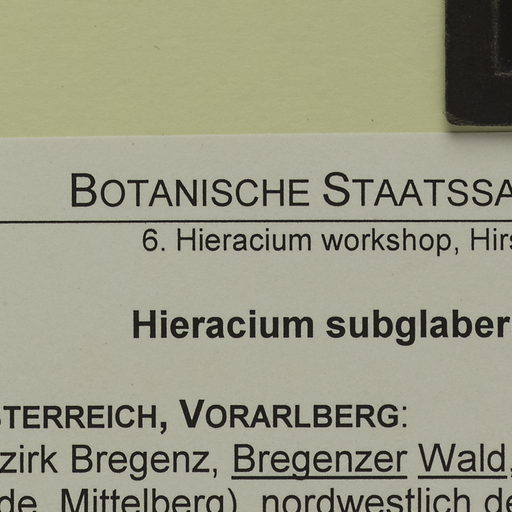 BOTANISCHE STAATSSA
6. Hieracium workshop, Hirs
Hieracium subglaber
STERREICH, VORARLBERG:
zirk Bregenz, Bregenzer Wald,
de, Mittelberg), nordwestlich de